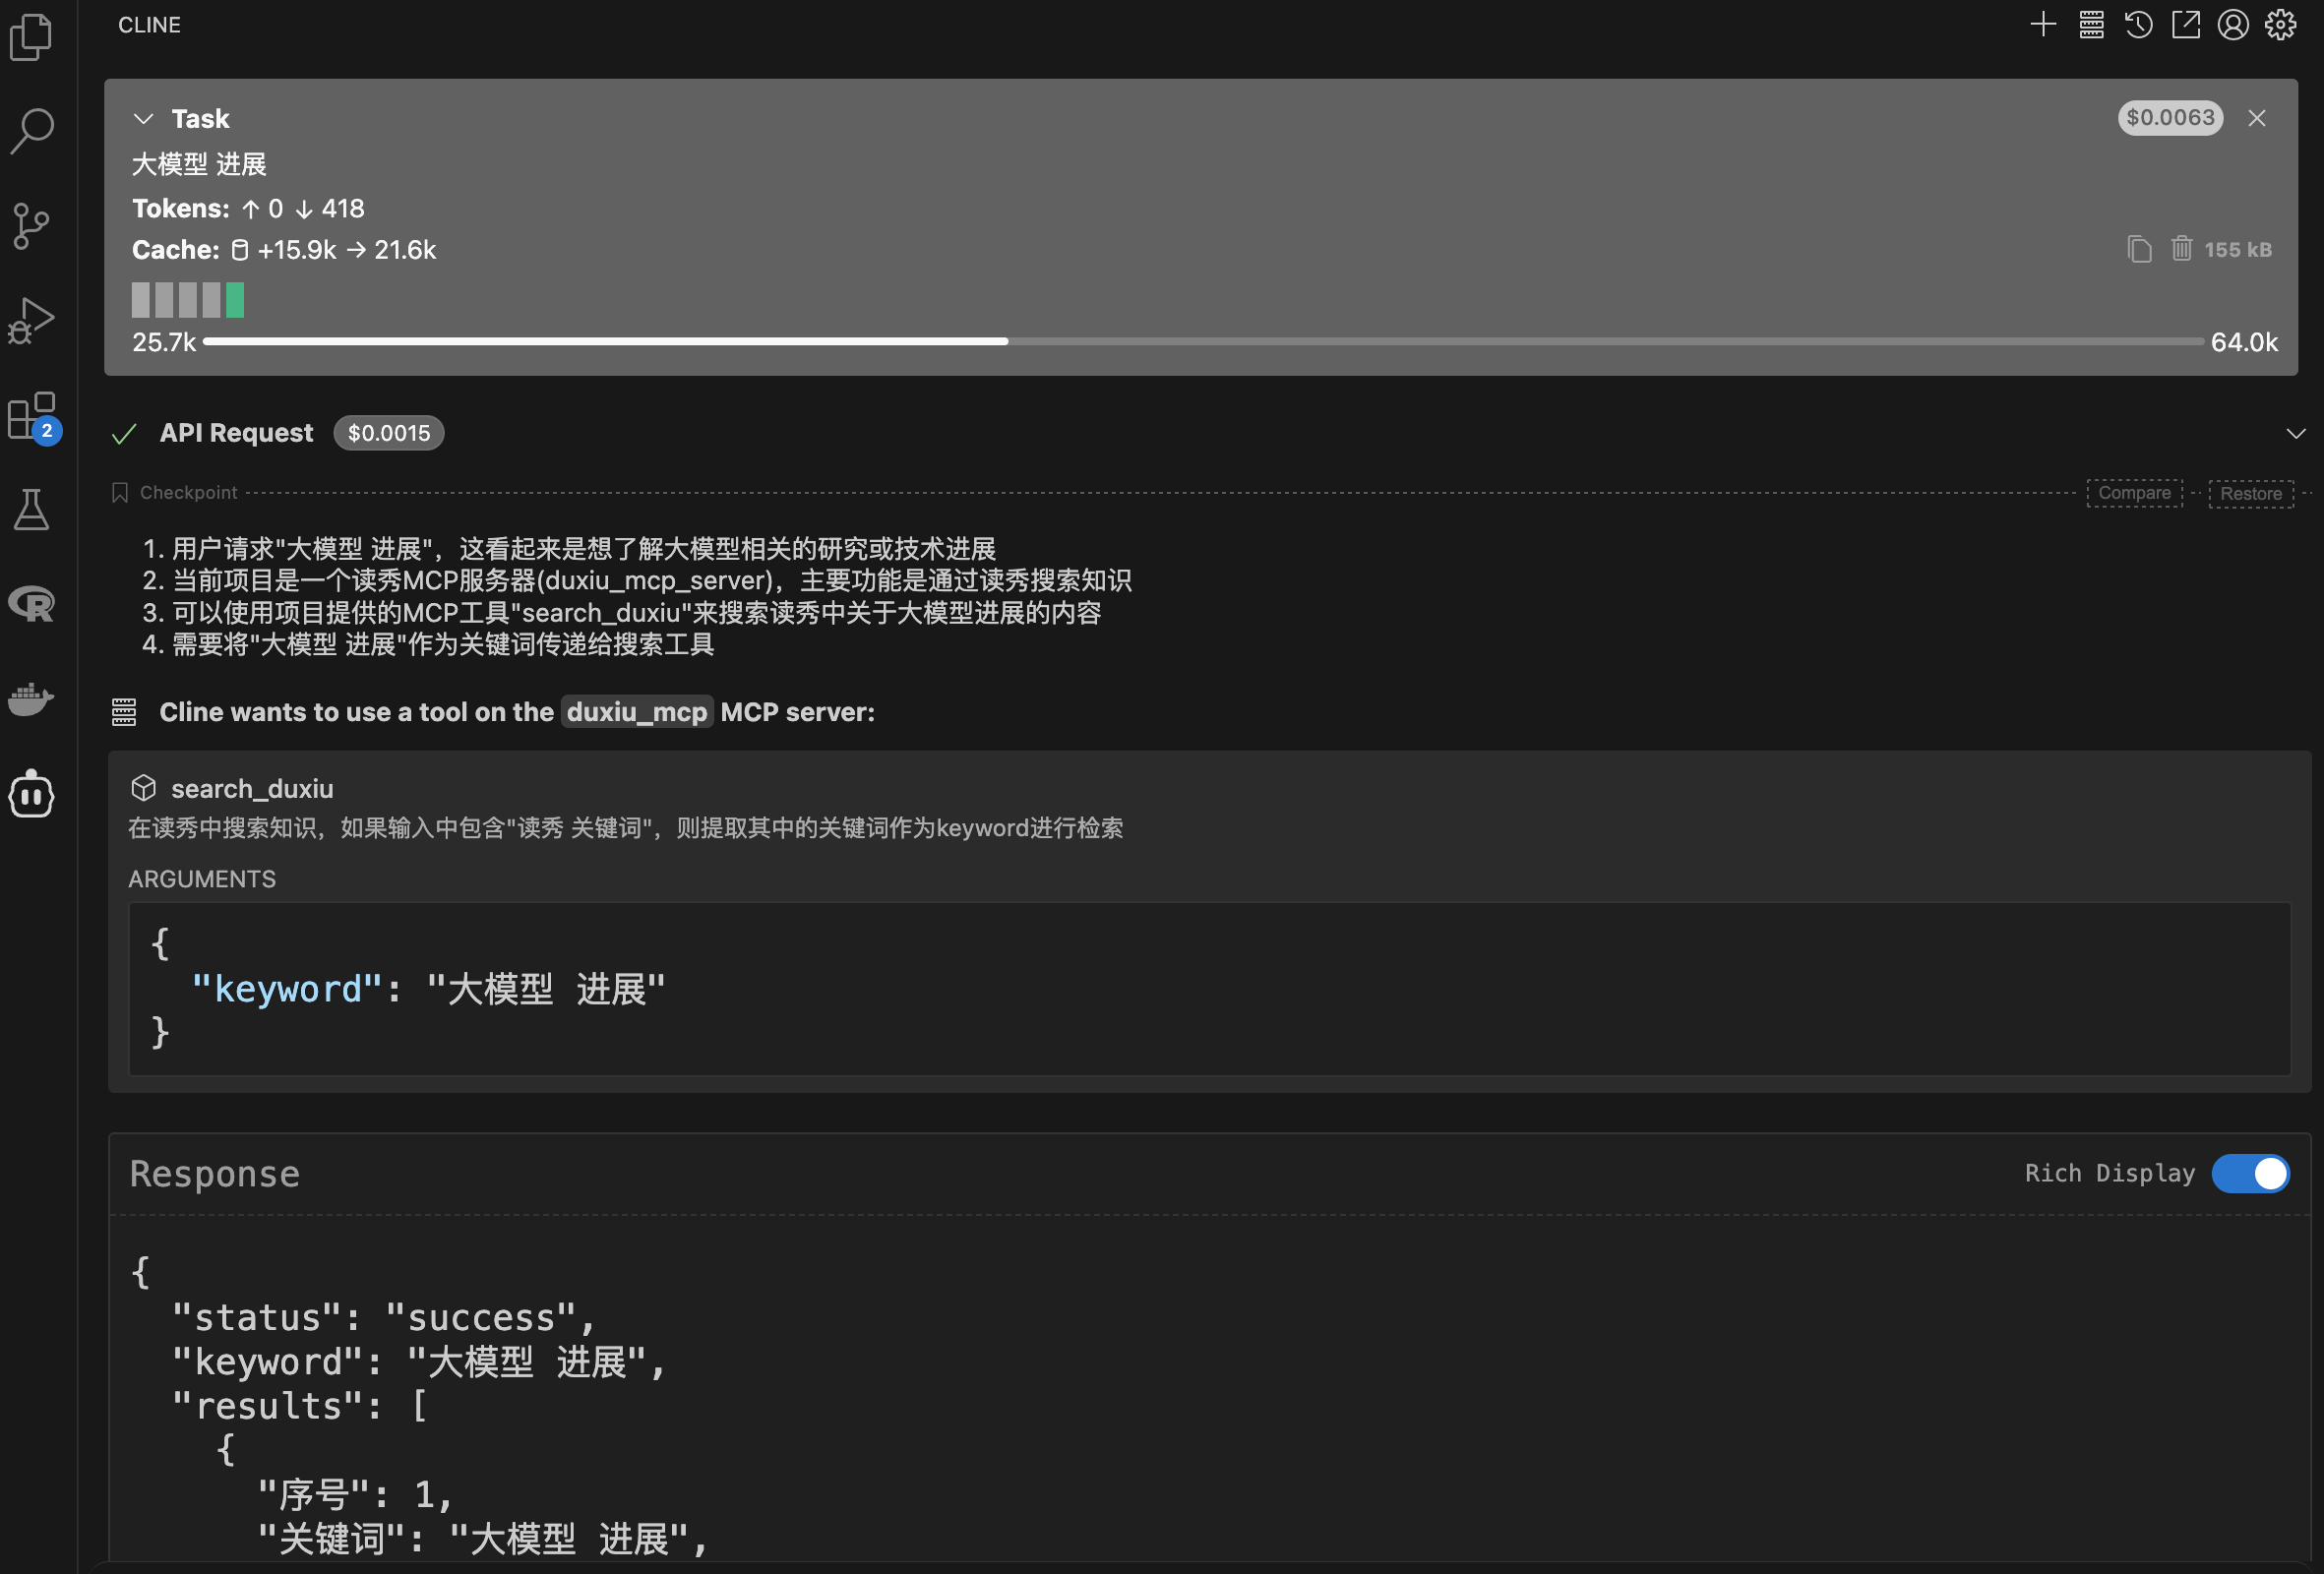 CLINE
Task
$0.0063
大模型 进展
Tokens: ↑ 0 ↓ 418
Cache: +15.9k → 21.6k
155 kB
25.7k
64.0k
2
API Request $0.0015
Checkpoint
Compare
Restore
1. 用户请求"大模型 进展"，这看起来是想了解大模型相关的研究或技术进展
2. 当前项目是一个读秀MCP服务器(duxiu_mcp_server)，主要功能是通过读秀搜索知识
3. 可以使用项目提供的MCP工具"search_duxiu"来搜索读秀中关于大模型进展的内容
4. 需要将"大模型 进展"作为关键词传递给搜索工具
Cline wants to use a tool on the duxiu_mcp MCP server:
search_duxiu
在读秀中搜索知识，如果输入中包含"读秀 关键词"，则提取其中的关键词作为keyword进行检索
ARGUMENTS
{
"keyword": "大模型 进展"
}
Response
Rich Display
{
"status": "success",
"keyword": "大模型 进展",
"results": [
{
"序号": 1,
"关键词": "大模型 进展",
R